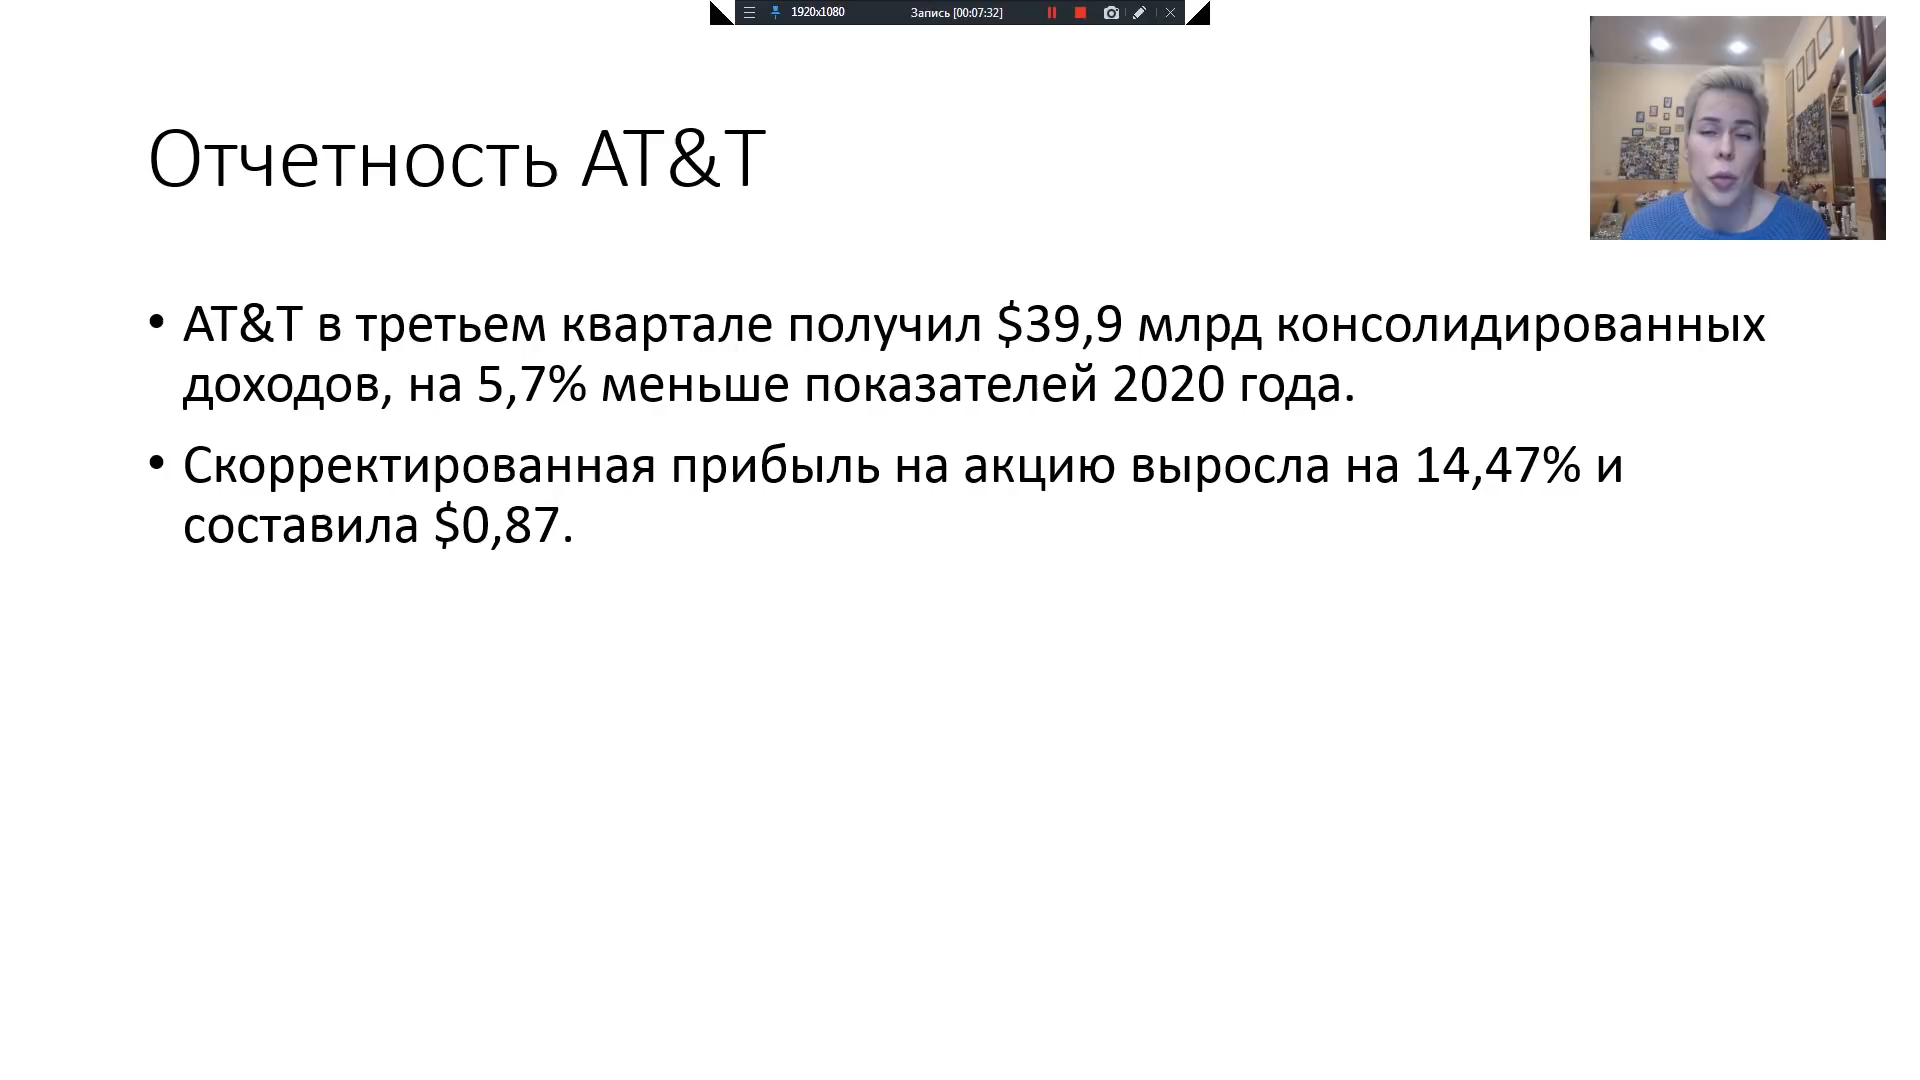 1920x1080
Запись [00:07:32]
Отчетность AT&T
• AT&T в третьем квартале получил $39,9 млрд консолидированных
доходов, на 5,7% меньше показателей 2020 года.
• Скорректированная прибыль на акцию выросла на 14,47% и
составила $0,87.